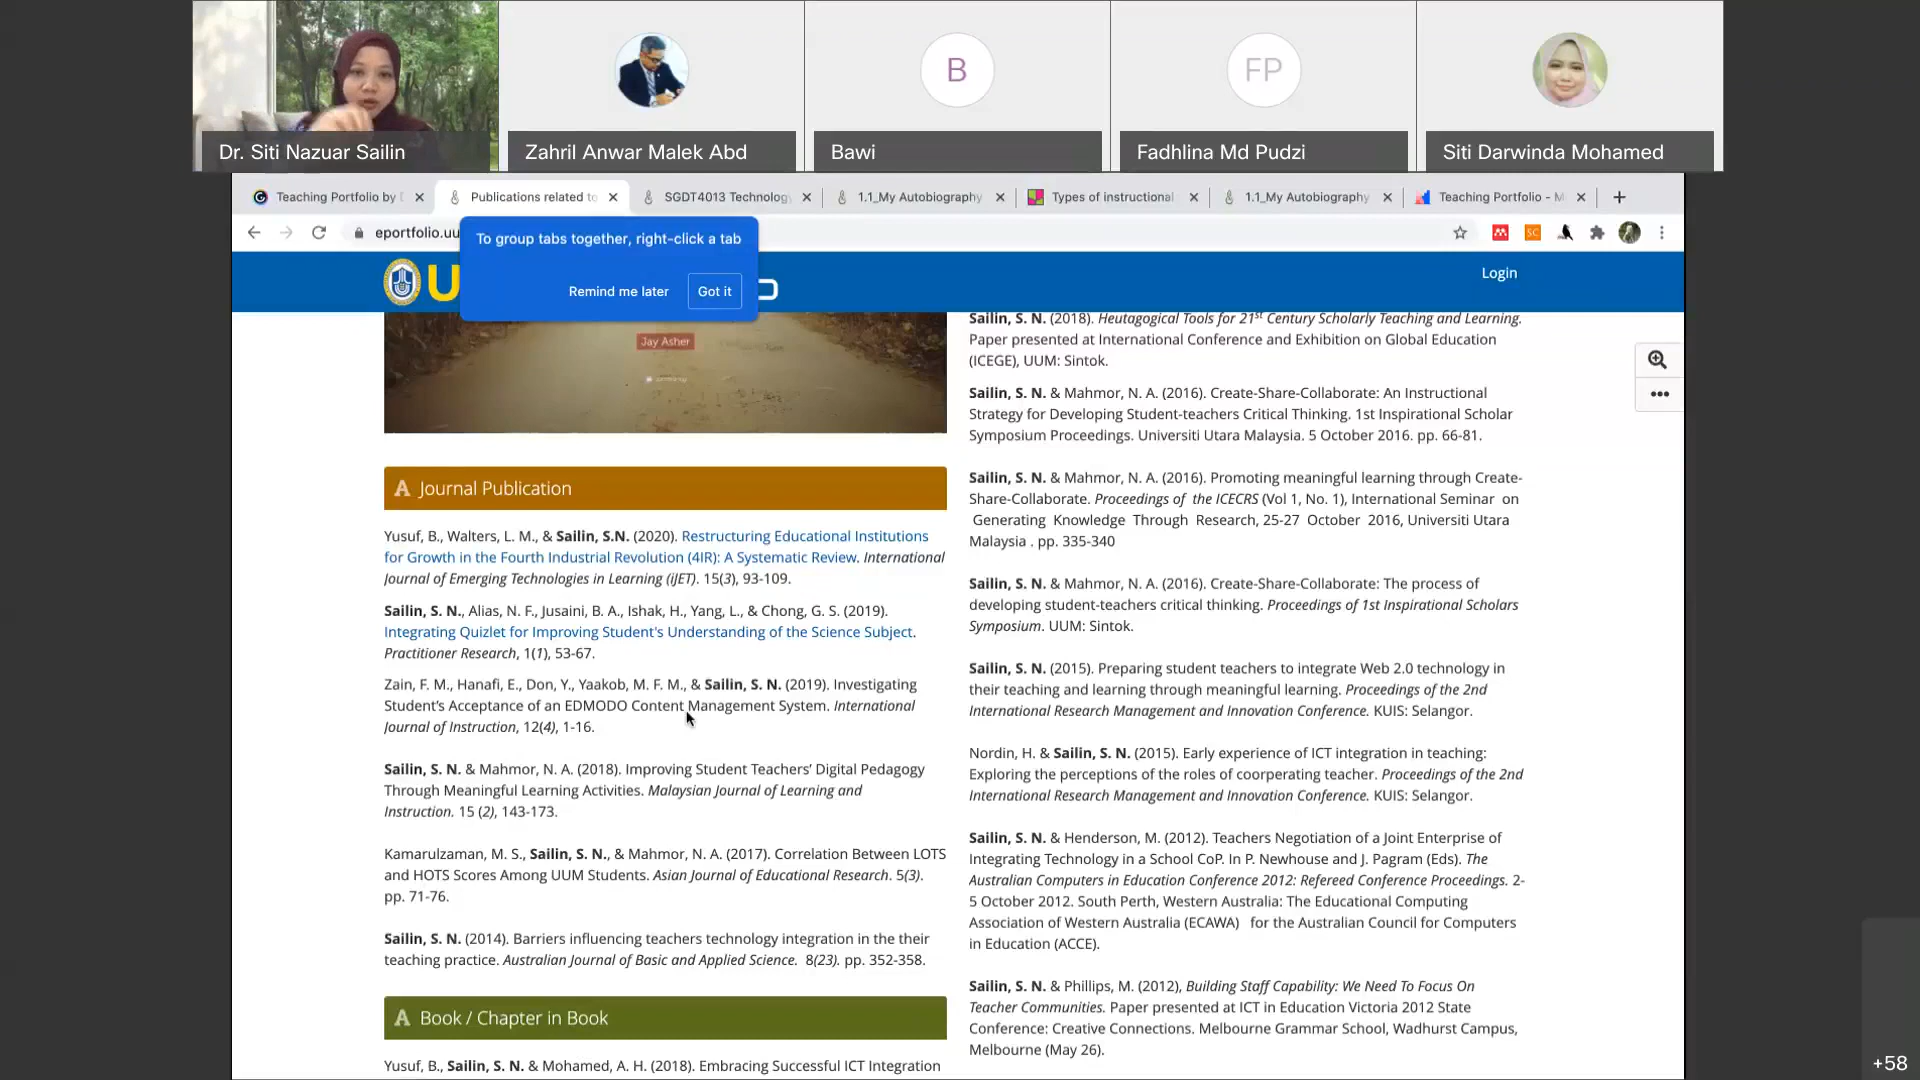 Dr. Siti Nazuar Sailin
Zahril Anwar Malek Abd
B
Bawi
FP
Fadhlina Md Pudzi
Siti Darwinda Mohamed
Teaching Portfolio by
Publications related to
SGDT4013 Technology
1.1_My Autobiography
Types of instructional
1.1_My Autobiography
Teaching Portfolio - M
eportfolio.uu
To group tabs together, right-click a tab
Remind me later
Got it
Login
Jay Asher
Journal Publication
Yusuf, B., Walters, L. M., & Sailin, S.N. (2020). Restructuring Educational Institutions
for Growth in the Fourth Industrial Revolution (4IR): A Systematic Review. International
Journal of Emerging Technologies in Learning (iJET). 15(3), 93-109.
Sailin, S. N., Alias, N. F., Jusaini, B. A., Ishak, H., Yang, L., & Chong, G. S. (2019).
Integrating Quizlet for Improving Student's Understanding of the Science Subject.
Practitioner Research, 1(1), 53-67.
Zain, F. M., Hanafi, E., Don, Y., Yaakob, M. F. M., & Sailin, S. N. (2019). Investigating
Student's Acceptance of an EDMODO Content Management System. International
Journal of Instruction, 12(4), 1-16.
Sailin, S. N. & Mahmor, N. A. (2018). Improving Student Teachers' Digital Pedagogy
Through Meaningful Learning Activities. Malaysian Journal of Learning and
Instruction. 15 (2), 143-173.
Kamarulzaman, M. S., Sailin, S. N., & Mahmor, N. A. (2017). Correlation Between LOTS
and HOTS Scores Among UUM Students. Asian Journal of Educational Research. 5(3).
pp. 71-76.
Sailin, S. N. (2014). Barriers influencing teachers technology integration in the their
teaching practice. Australian Journal of Basic and Applied Science. 8(23). pp. 352-358.
Book / Chapter in Book
Yusuf, B., Sailin, S. N. & Mohamed, A. H. (2018). Embracing Successful ICT Integration
Sailin, S. N. (2018). Heutagogical Tools for 21st Century Scholarly Teaching and Learning.
Paper presented at International Conference and Exhibition on Global Education
(ICEGE), UUM: Sintok.
Sailin, S. N. & Mahmor, N. A. (2016). Create-Share-Collaborate: An Instructional
Strategy for Developing Student-teachers Critical Thinking. 1st Inspirational Scholar
Symposium Proceedings. Universiti Utara Malaysia. 5 October 2016. pp. 66-81.
Sailin, S. N. & Mahmor, N. A. (2016). Promoting meaningful learning through Create-
Share-Collaborate. Proceedings of the ICECRS (Vol 1, No. 1), International Seminar on
Generating Knowledge Through Research, 25-27 October 2016, Universiti Utara
Malaysia . pp. 335-340
Sailin, S. N. & Mahmor, N. A. (2016). Create-Share-Collaborate: The process of
developing student-teachers critical thinking. Proceedings of 1st Inspirational Scholars
Symposium. UUM: Sintok.
Sailin, S. N. (2015). Preparing student teachers to integrate Web 2.0 technology in
their teaching and learning through meaningful learning. Proceedings of the 2nd
International Research Management and Innovation Conference. KUIS: Selangor.
Nordin, H. & Sailin, S. N. (2015). Early experience of ICT integration in teaching:
Exploring the perceptions of the roles of coorperating teacher. Proceedings of the 2nd
International Research Management and Innovation Conference. KUIS: Selangor.
Sailin, S. N. & Henderson, M. (2012). Teachers Negotiation of a Joint Enterprise of
Integrating Technology in a School CoP. In P. Newhouse and J. Pagram (Eds). The
Australian Computers in Education Conference 2012: Refereed Conference Proceedings. 2-
5 October 2012. South Perth, Western Australia: The Educational Computing
Association of Western Australia (ECAWA) for the Australian Council for Computers
in Education (ACCE).
Sailin, S. N. & Phillips, M. (2012), Building Staff Capability: We Need To Focus On
Teacher Communities. Paper presented at ICT in Education Victoria 2012 State
Conference: Creative Connections. Melbourne Grammar School, Wadhurst Campus,
Melbourne (May 26).
+58